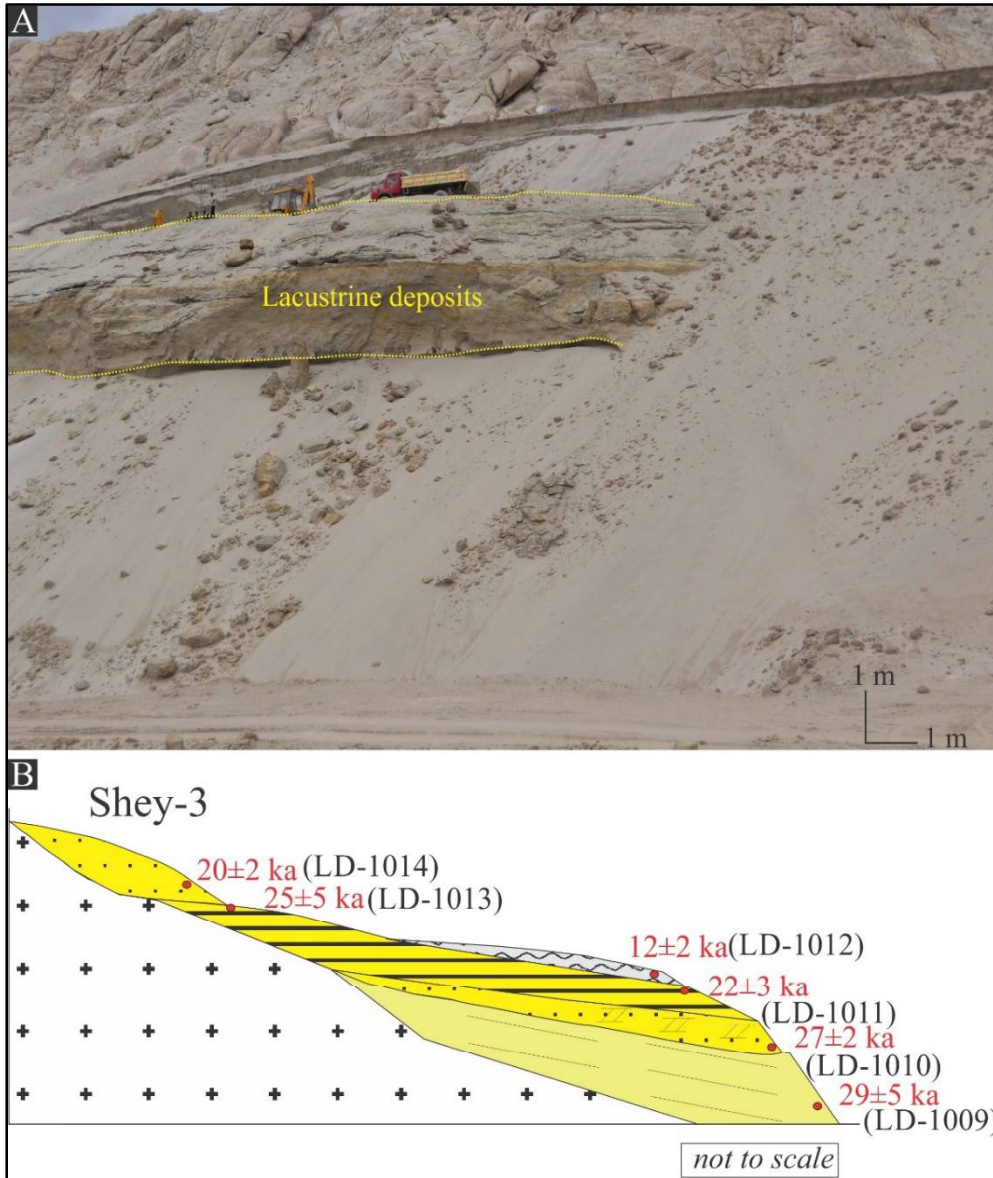 A
Lacustrine deposits
1 m
1 m
B
Shey-3
20±2 ka (LD-1014)
25±5 ka (LD-1013)
12±2 ka (LD-1012)
22±3 ka
(LD-1011)
27±2 ka
(LD-1010)
29±5 ka
(LD-1009)
not to scale